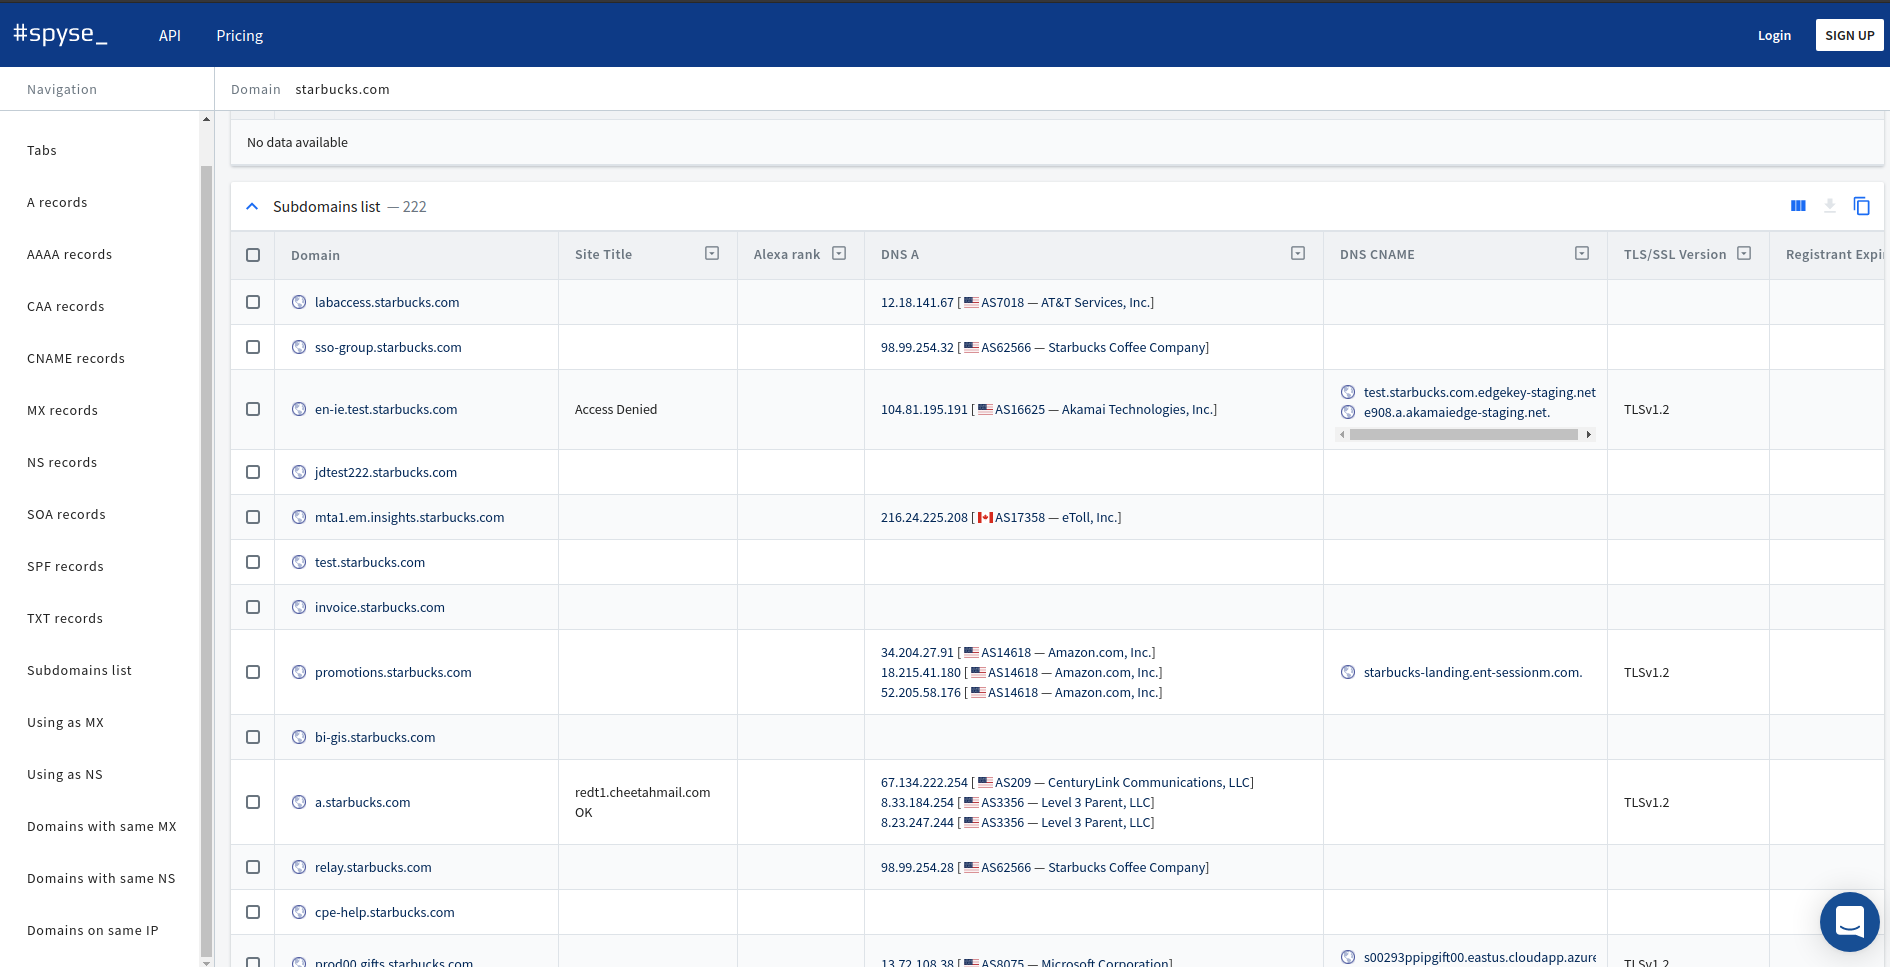 #spyse_ API Pricing Login SIGN UP
Navigation Domain starbucks.com
Tabs
A records
AAAA records
CAA records
CNAME records
MX records
NS records
SOA records
SPF records
TXT records
Subdomains list
Using as MX
Using as NS
Domains with same MX
Domains with same NS
Domains on same IP
No data available
Subdomains list — 222
Domain Site Title Alexa rank DNS A DNS CNAME TLS/SSL Version Registrant Expi
labaccess.starbucks.com 12.18.141.67 [ AS7018 — AT&T Services, Inc.]
sso-group.starbucks.com 98.99.254.32 [ AS62566 — Starbucks Coffee Company]
en-ie.test.starbucks.com Access Denied 104.81.195.191 [ AS16625 — Akamai Technologies, Inc.] test.starbucks.com.edgekey-staging.net
e908.a.akamaiedge-staging.net. TLSv1.2
jdtest222.starbucks.com
mta1.em.insights.starbucks.com 216.24.225.208 [ AS17358 — eToll, Inc.]
test.starbucks.com
invoice.starbucks.com
promotions.starbucks.com 34.204.27.91 [ AS14618 — Amazon.com, Inc.]
18.215.41.180 [ AS14618 — Amazon.com, Inc.]
52.205.58.176 [ AS14618 — Amazon.com, Inc.] starbucks-landing.ent-sessionm.com. TLSv1.2
bi-gis.starbucks.com
a.starbucks.com redt1.cheetahmail.com
OK 67.134.222.254 [ AS209 — CenturyLink Communications, LLC]
8.33.184.254 [ AS3356 — Level 3 Parent, LLC]
8.23.247.244 [ AS3356 — Level 3 Parent, LLC] TLSv1.2
relay.starbucks.com 98.99.254.28 [ AS62566 — Starbucks Coffee Company]
cpe-help.starbucks.com
prod00.gifts.starbucks.com 13.72.108.38 [ AS8075 — Microsoft Corporation] s00293ppipgift00.eastus.cloudapp.azure TLSv1.2